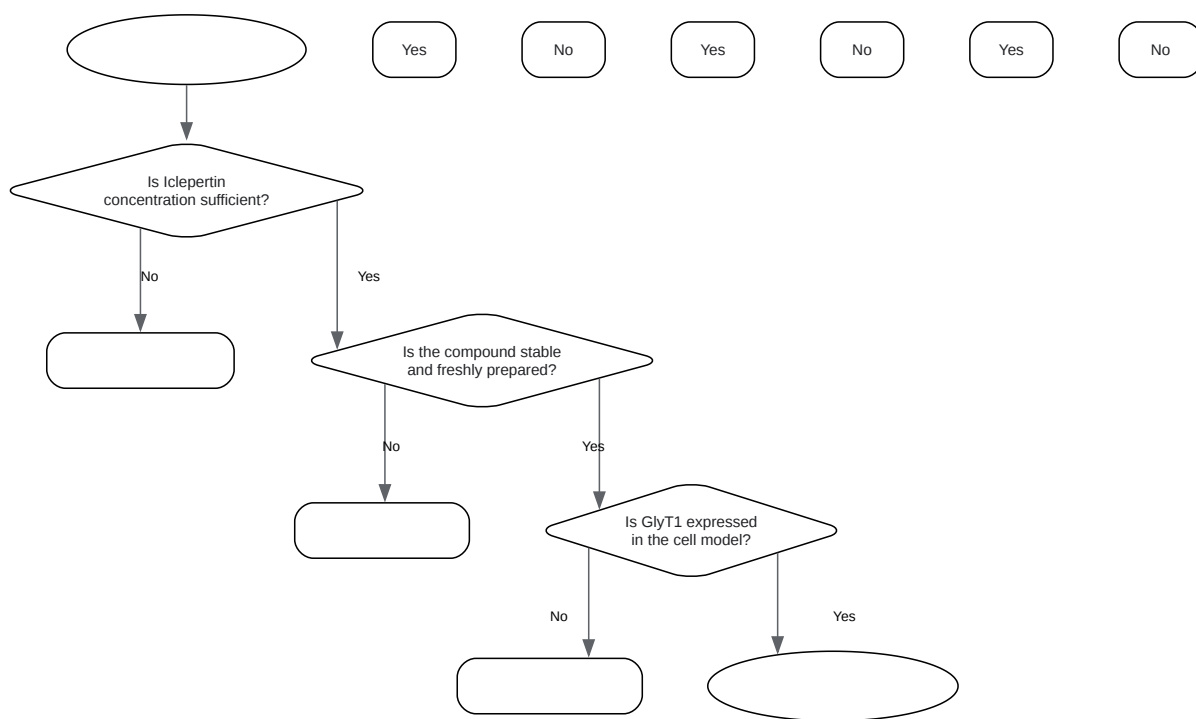 Yes
No
Yes
No
Yes
No
Is Iclepertin
concentration sufficient?
No
Yes
Is the compound stable
and freshly prepared?
No
Yes
Is GlyT1 expressed
in the cell model?
No
Yes